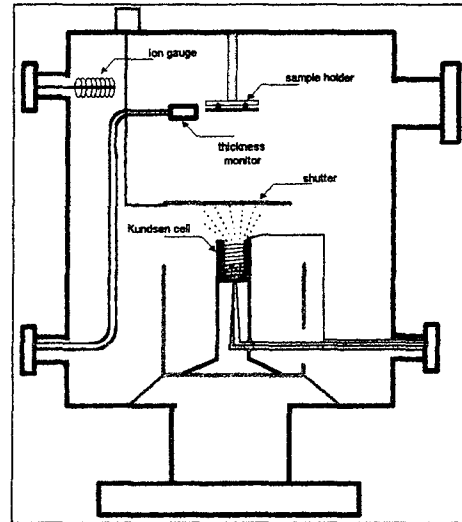 ion gauge
sample holder
thickness
monitor
shutter
Kundsen cell